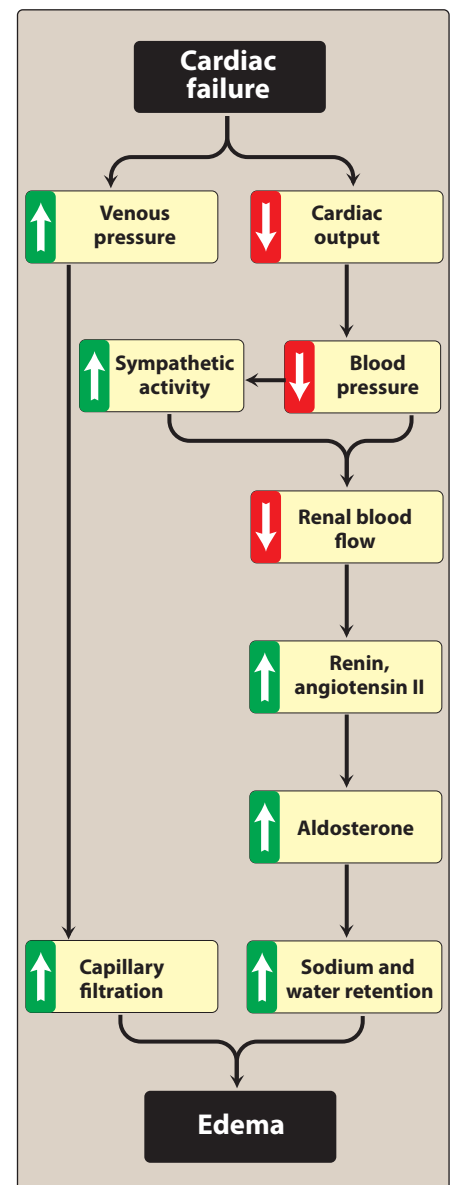 Cardiac
failure
Venous
pressure
Cardiac
output
Sympathetic
activity
Blood
pressure
Renal blood
flow
Renin,
angiotensin II
Aldosterone
Capillary
filtration
Sodium and
water retention
Edema